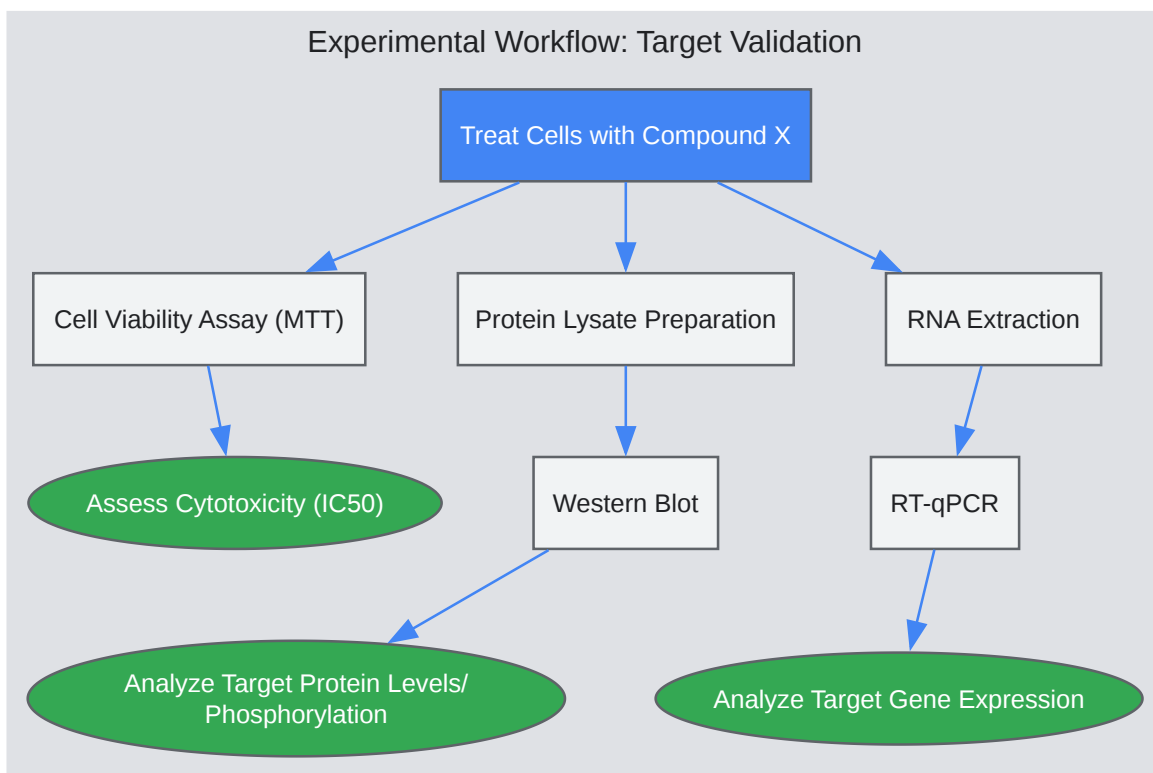 Experimental Workflow: Target Validation
Treat Cells with Compound X
Cell Viability Assay (MTT)
Protein Lysate Preparation
RNA Extraction
Assess Cytotoxicity (IC50)
Western Blot
RT-qPCR
Analyze Target Protein Levels/
Phosphorylation
Analyze Target Gene Expression